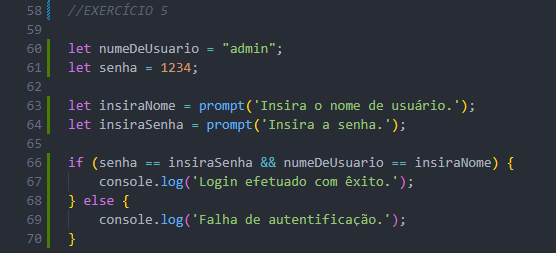 58 //EXERCÍCIO 5
59
60 let numeDeUsuario = "admin";
61 let senha = 1234;
62
63 let insiraNome = prompt('Insira o nome de usuário.');
64 let insiraSenha = prompt('Insira a senha.');
65
66 if (senha == insiraSenha && numeDeUsuario == insiraNome) {
67     console.log('Login efetuado com êxito.');
68 } else {
69     console.log('Falha de autentificação.');
70 }